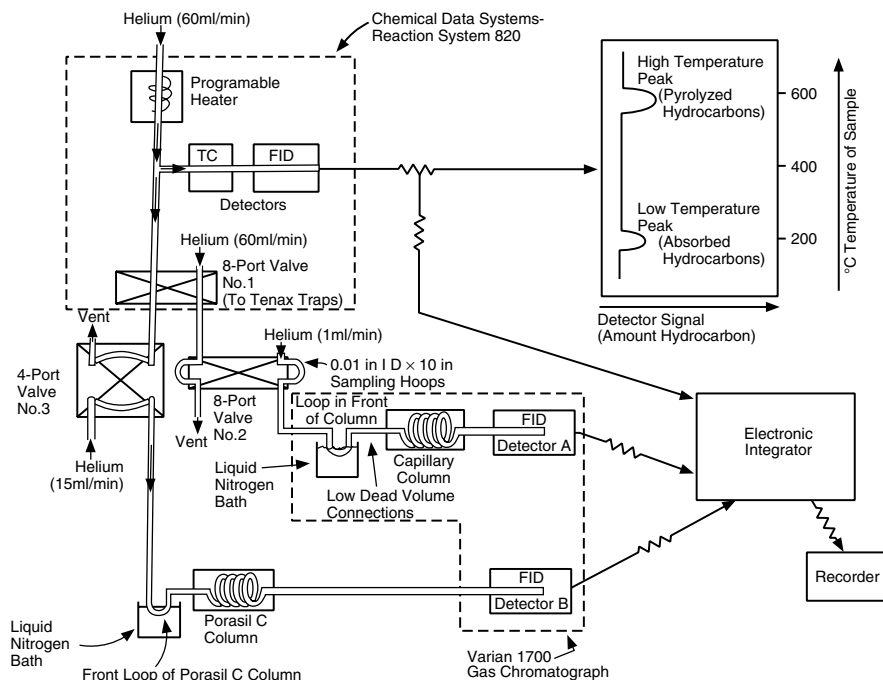 Helium (60ml/min)
Chemical Data Systems-
Reaction System 820
Programable
Heater
TC
FID
Detectors
High Temperature
Peak
(Pyrolyzed
Hydrocarbons)
600
400
200
Low Temperature
Peak
(Absorbed
Hydrocarbons)
°C Temperature of Sample
Detector Signal
(Amount Hydrocarbon)
Helium (60ml/min)
8-Port Valve
No.1
(To Tenax Traps)
Vent
4-Port
Valve
No.3
Helium
(15ml/min)
Helium (1ml/min)
0.01 in I D × 10 in
Sampling Hoops
8-Port
Valve
No.2
Vent
Loop in Front
of Column
Liquid
Nitrogen
Bath
Capillary
Column
Low Dead Volume
Connections
FID
Detector A
Electronic
Integrator
Recorder
Porasil C
Column
FID
Detector B
Liquid
Nitrogen
Bath
Front Loop of Porasil C Column
Varian 1700
Gas Chromatograph